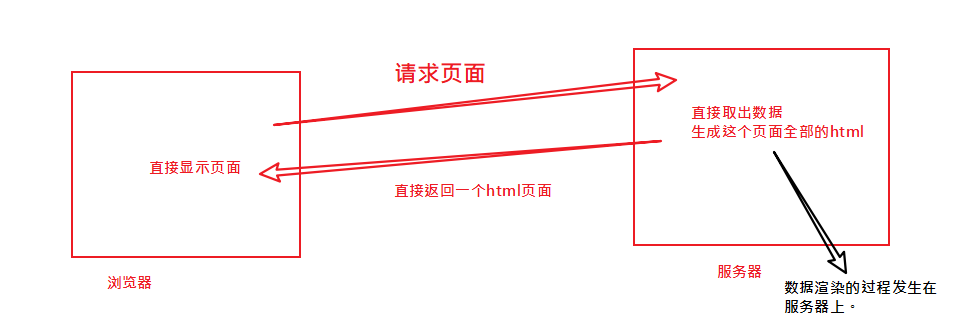 请求页面
直接取出数据
生成这个页面全部的html
直接显示页面
直接返回一个html页面
浏览器
服务器
数据渲染的过程发生在
服务器上。